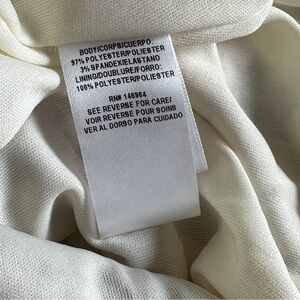 BODY/CORPS/CUERPO:
97% POLYESTER/POLIESTER
3% SPANDEX/ELASTANO
LINING/DOUBLURE/FORRO:
100% POLYESTER/POLIESTER
RN# 146964
SEE REVERSE FOR CARE/
VOIR REVERSE POUR SOINS
VER AL DORSO PARA CUIDADO